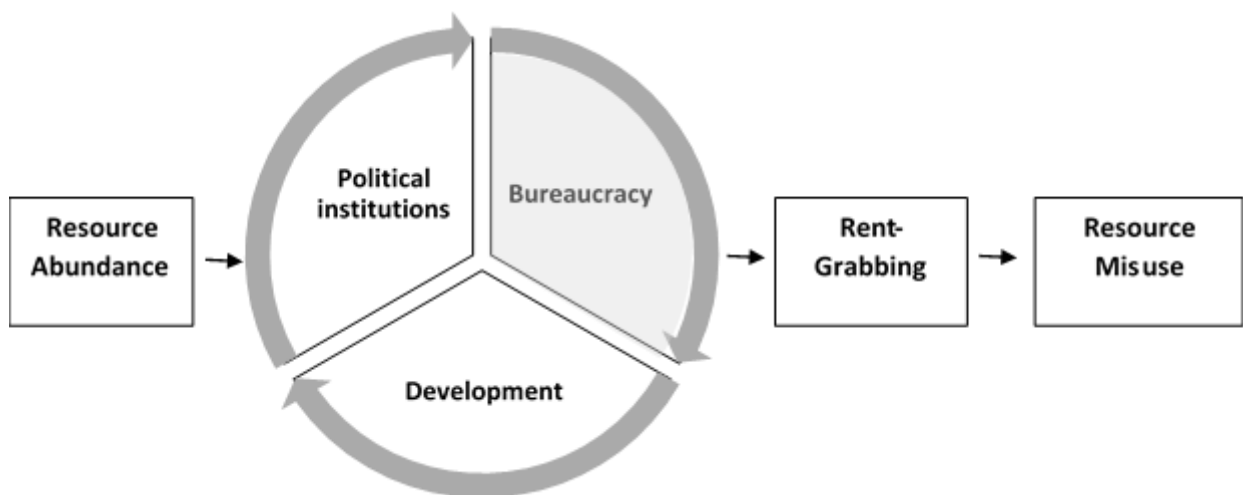 Resource
Abundance
Political
institutions
Bureaucracy
Development
Rent-
Grabbing
Resource
Misuse